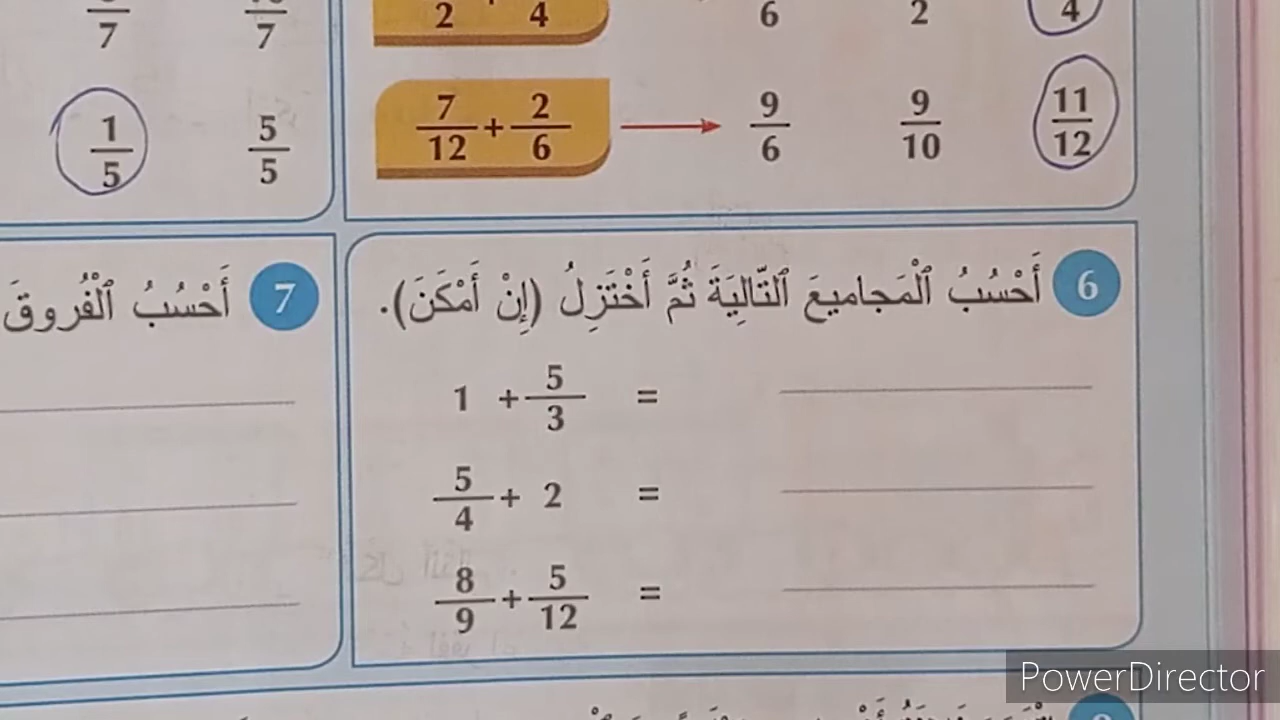 7 7
2 + 4 6 2 4
1/5 5/5
7/12 + 2/6 → 9/6 9/10 11/12
6 أَحْسُبُ ٱلْمَجاميعَ ٱلتّالِيَةَ ثُمَّ أَخْتَزِلُ (إِنْ أَمْكَنَ).
1 + 5/3 =
5/4 + 2 =
8/9 + 5/12 =
7 أَحْسُبُ ٱلْفُروقَ
PowerDirector